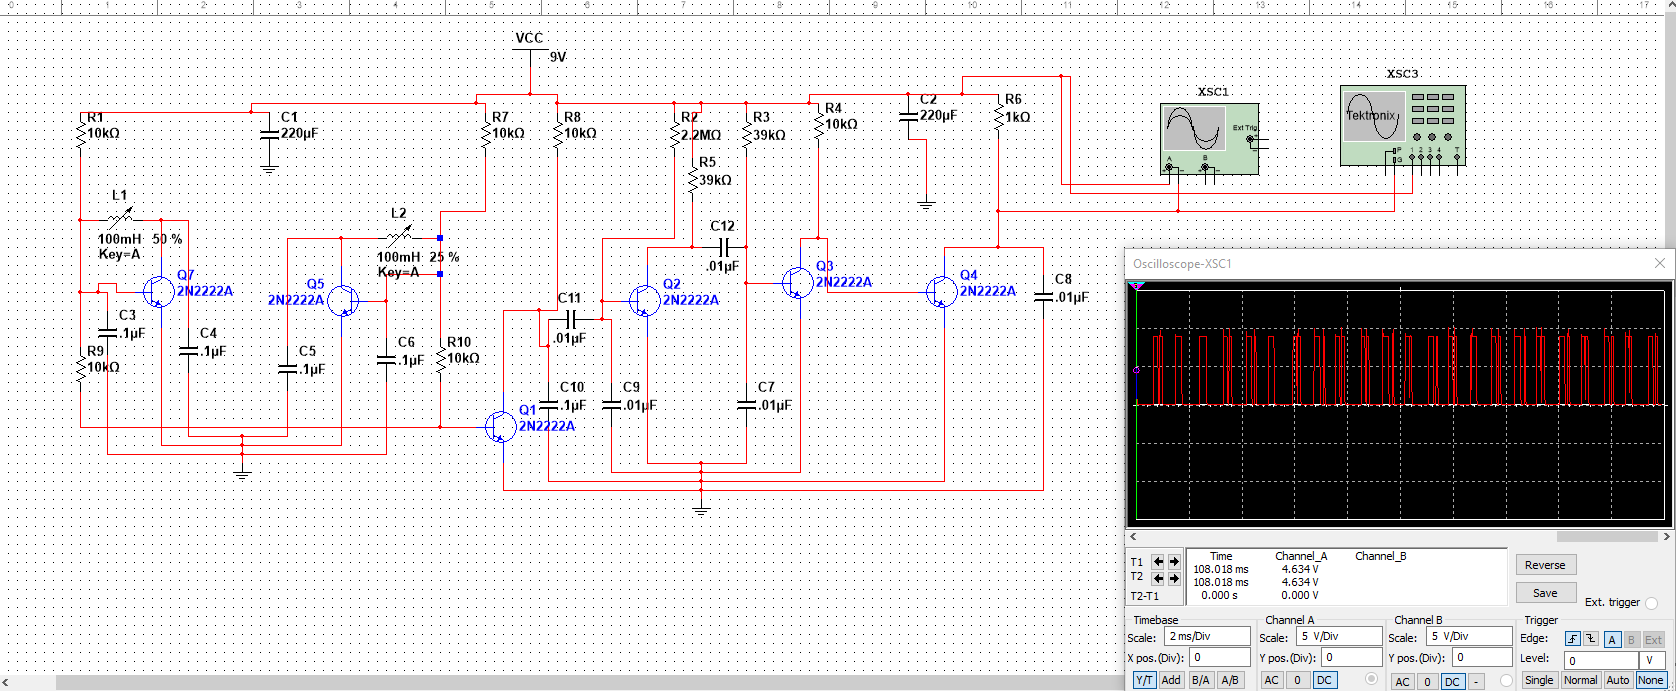 0 1 2 3 4 5 6 7 8 9 10 11 12 13 14 15 16 17
VCC
9V
R1
10kΩ
C1
220µF
R7
10kΩ
R8
10kΩ
R2
2.2MΩ
R3
39kΩ
R4
10kΩ
C2
220µF
R6
1kΩ
R5
39kΩ
XSC1
Ext Trig
A
B
XSC3
Tektronix
P
G
1 2 3 4 T
L1
100mH 50 %
Key=A
L2
100mH 25 %
Key=A
Q7
2N2222A
Q5
2N2222A
C12
.01µF
Q2
2N2222A
Q3
2N2222A
Q4
2N2222A
C8
.01µF
C11
.01µF
C3
.1µF
C4
.1µF
R9
10kΩ
C5
.1µF
C6
.1µF
R10
10kΩ
Q1
2N2222A
C10
.1µF
C9
.01µF
C7
.01µF
Oscilloscope-XSC1
Time Channel_A Channel_B
T1 108.018 ms 4.634 V
T2 108.018 ms 4.634 V
T2-T1 0.000 s 0.000 V
Reverse
Save
Ext. trigger
Timebase
Scale: 2 ms/Div
X pos.(Div): 0
Y/T Add B/A A/B
Channel A
Scale: 5 V/Div
Y pos.(Div): 0
AC 0 DC
Channel B
Scale: 5 V/Div
Y pos.(Div): 0
AC 0 DC -
Trigger
Edge: A B Ext
Level: 0 V
Single Normal Auto None